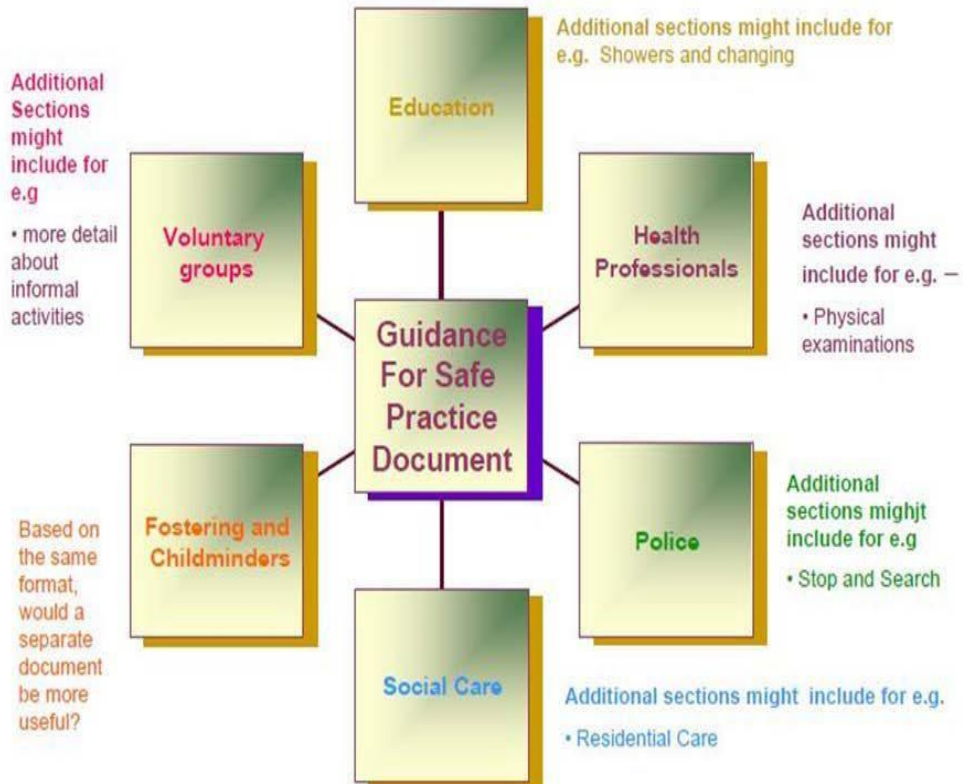 Education
Additional sections might include for
e.g. Showers and changing
Additional
Sections
might
include for
e.g
• more detail
about
informal
activities
Voluntary
groups
Health
Professionals
Additional
sections might
include for e.g. –
• Physical
examinations
Guidance
For Safe
Practice
Document
Based on
the same
format,
would a
separate
document
be more
useful?
Fostering and
Childminders
Police
Additional
sections mighjt
include for e.g
• Stop and Search
Social Care
Additional sections might include for e.g.
• Residential Care